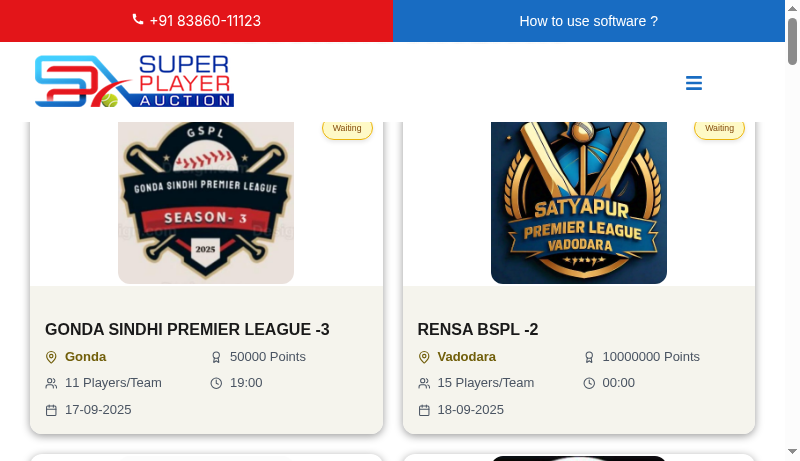 +91 83860-11123
How to use software ?
SUPER
PLAYER
AUCTION
Waiting
GSPL
GONDA SINDHI PREMIER LEAGUE
SEASON- 3
2025
GONDA SINDHI PREMIER LEAGUE -3
Gonda
50000 Points
11 Players/Team
19:00
17-09-2025
Waiting
SATYAPUR
PREMIER LEAGUE
VADODARA
RENSA BSPL -2
Vadodara
10000000 Points
15 Players/Team
00:00
18-09-2025